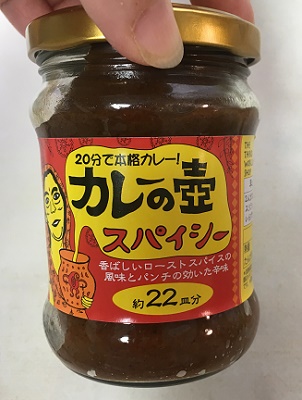 20分で本格カレー!
カレーの壺
スパイシー
香ばしいローストスパイスの
風味とパンチの効いた辛味
約22皿分